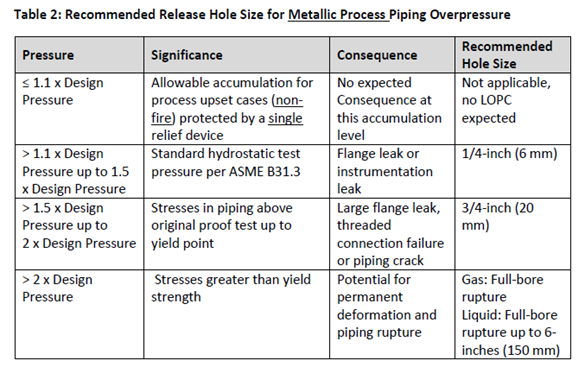 Table 2: Recommended Release Hole Size for Metallic Process Piping Overpressure
Pressure
Significance
Consequence
Recommended
Hole Size
≤ 1.1 x Design
Pressure
Allowable accumulation for
process upset cases (non-
fire) protected by a single
relief device
No expected
Consequence at
this accumulation
level
Not applicable,
no LOPC
expected
> 1.1 x Design
Pressure up to 1.5
x Design Pressure
Standard hydrostatic test
pressure per ASME B31.3
Flange leak or
instrumentation
leak
1/4-inch (6 mm)
> 1.5 x Design
Pressure up to
2 x Design Pressure
Stresses in piping above
original proof test up to
yield point
Large flange leak,
threaded
connection failure
or piping crack
3/4-inch (20
mm)
> 2 x Design
Pressure
Stresses greater than yield
strength
Potential for
permanent
deformation and
piping rupture
Gas: Full-bore
rupture
Liquid: Full-bore
rupture up to 6-
inches (150 mm)